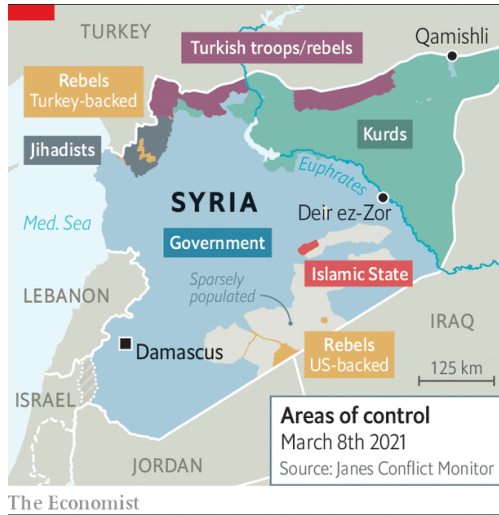 TURKEY
Turkish troops/rebels
Qamishli
Rebels
Turkey-backed
Jihadists
Kurds
Euphrates
Med. Sea
SYRIA
Deir ez-Zor
Government
Islamic State
Sparsely
populated
LEBANON
IRAQ
Rebels
US-backed
Damascus
125 km
ISRAEL
Areas of control
March 8th 2021
Source: Janes Conflict Monitor
JORDAN
The Economist